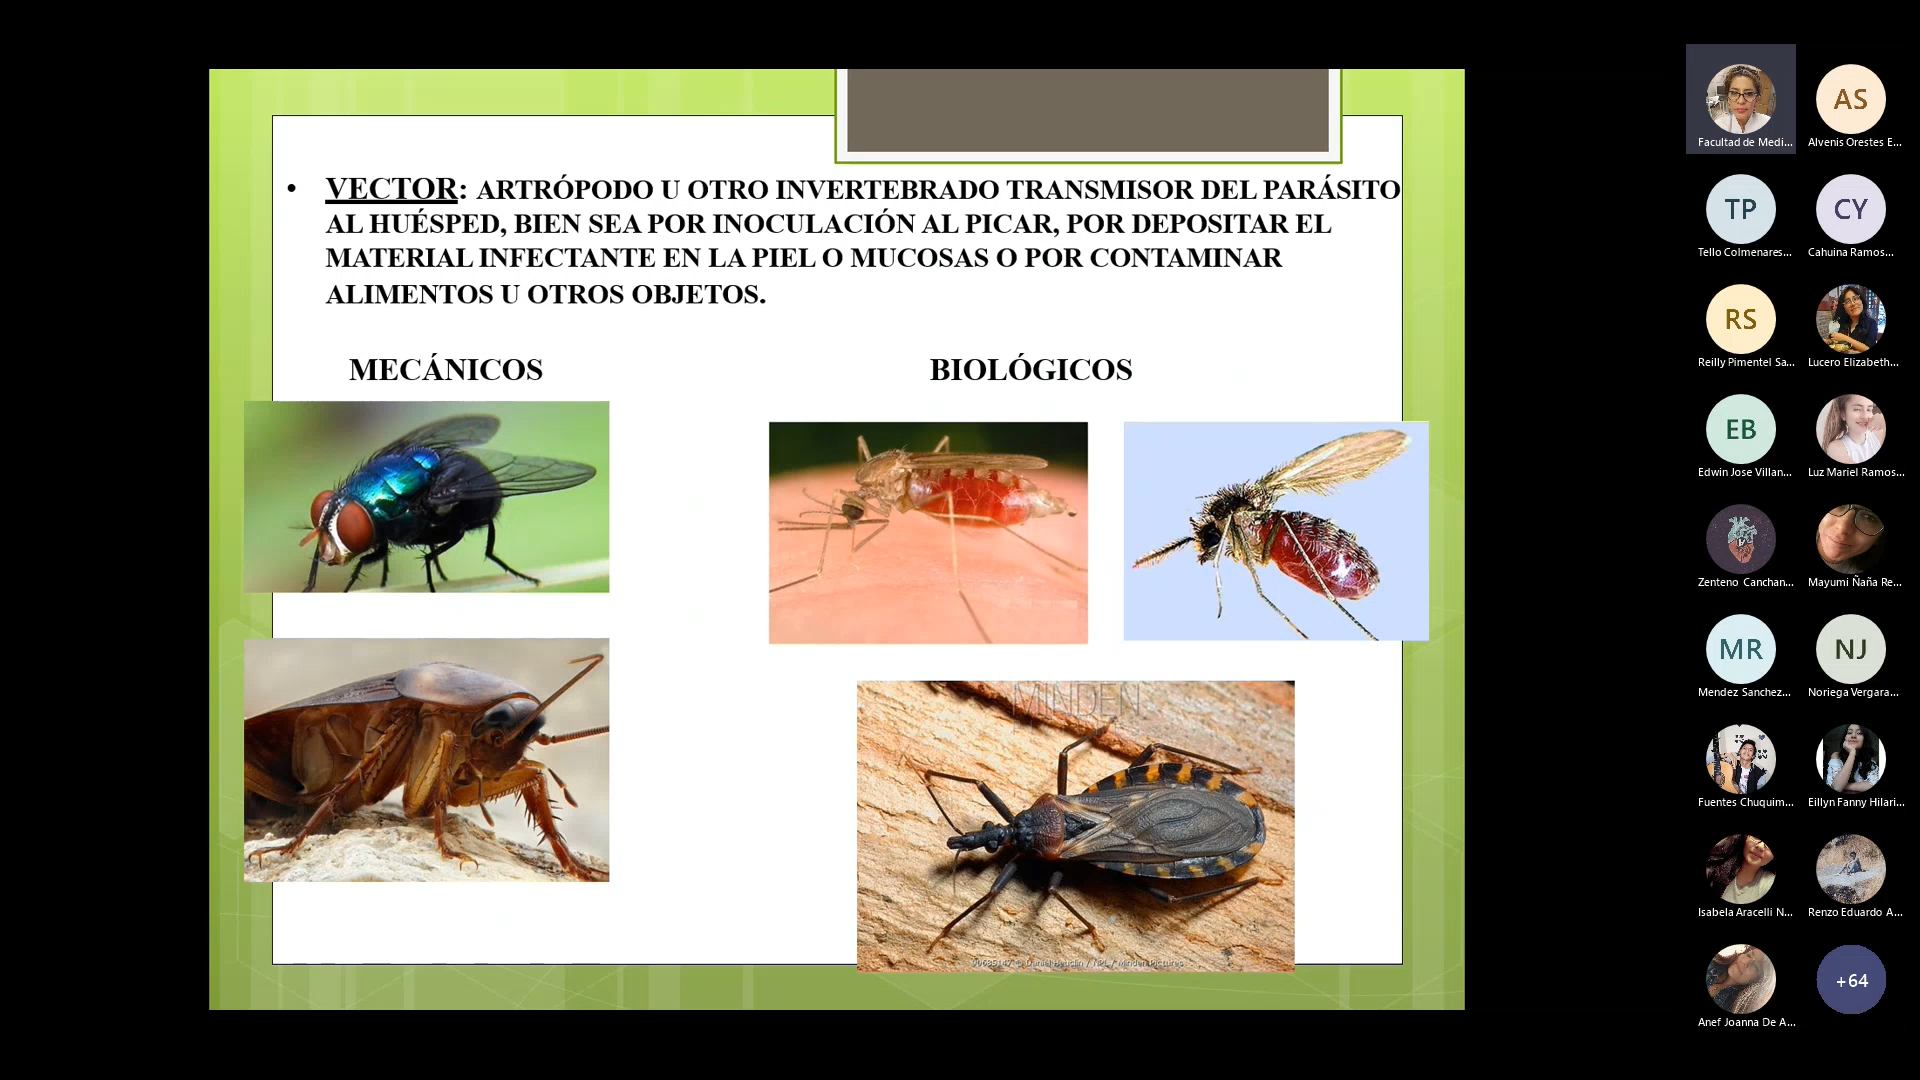 • VECTOR: ARTRÓPODO U OTRO INVERTEBRADO TRANSMISOR DEL PARÁSITO
AL HUÉSPED, BIEN SEA POR INOCULACIÓN AL PICAR, POR DEPOSITAR EL
MATERIAL INFECTANTE EN LA PIEL O MUCOSAS O POR CONTAMINAR
ALIMENTOS U OTROS OBJETOS.
MECÁNICOS
BIOLÓGICOS
MINDEN
/ NPL / Minden Pictures
Facultad de Medi...
AS
Alvenis Orestes E...
TP
Tello Colmenares...
CY
Cahuina Ramos...
RS
Reilly Pimentel Sa...
Lucero Elizabeth...
EB
Edwin Jose Villan...
Luz Mariel Ramos...
Zenteno Canchan...
Mayumi Ñaña Re...
MR
Mendez Sanchez...
NJ
Noriega Vergara...
Fuentes Chuquim...
Eillyn Fanny Hilari...
Isabela Aracelli N...
Renzo Eduardo A...
Anef Joanna De A...
+64